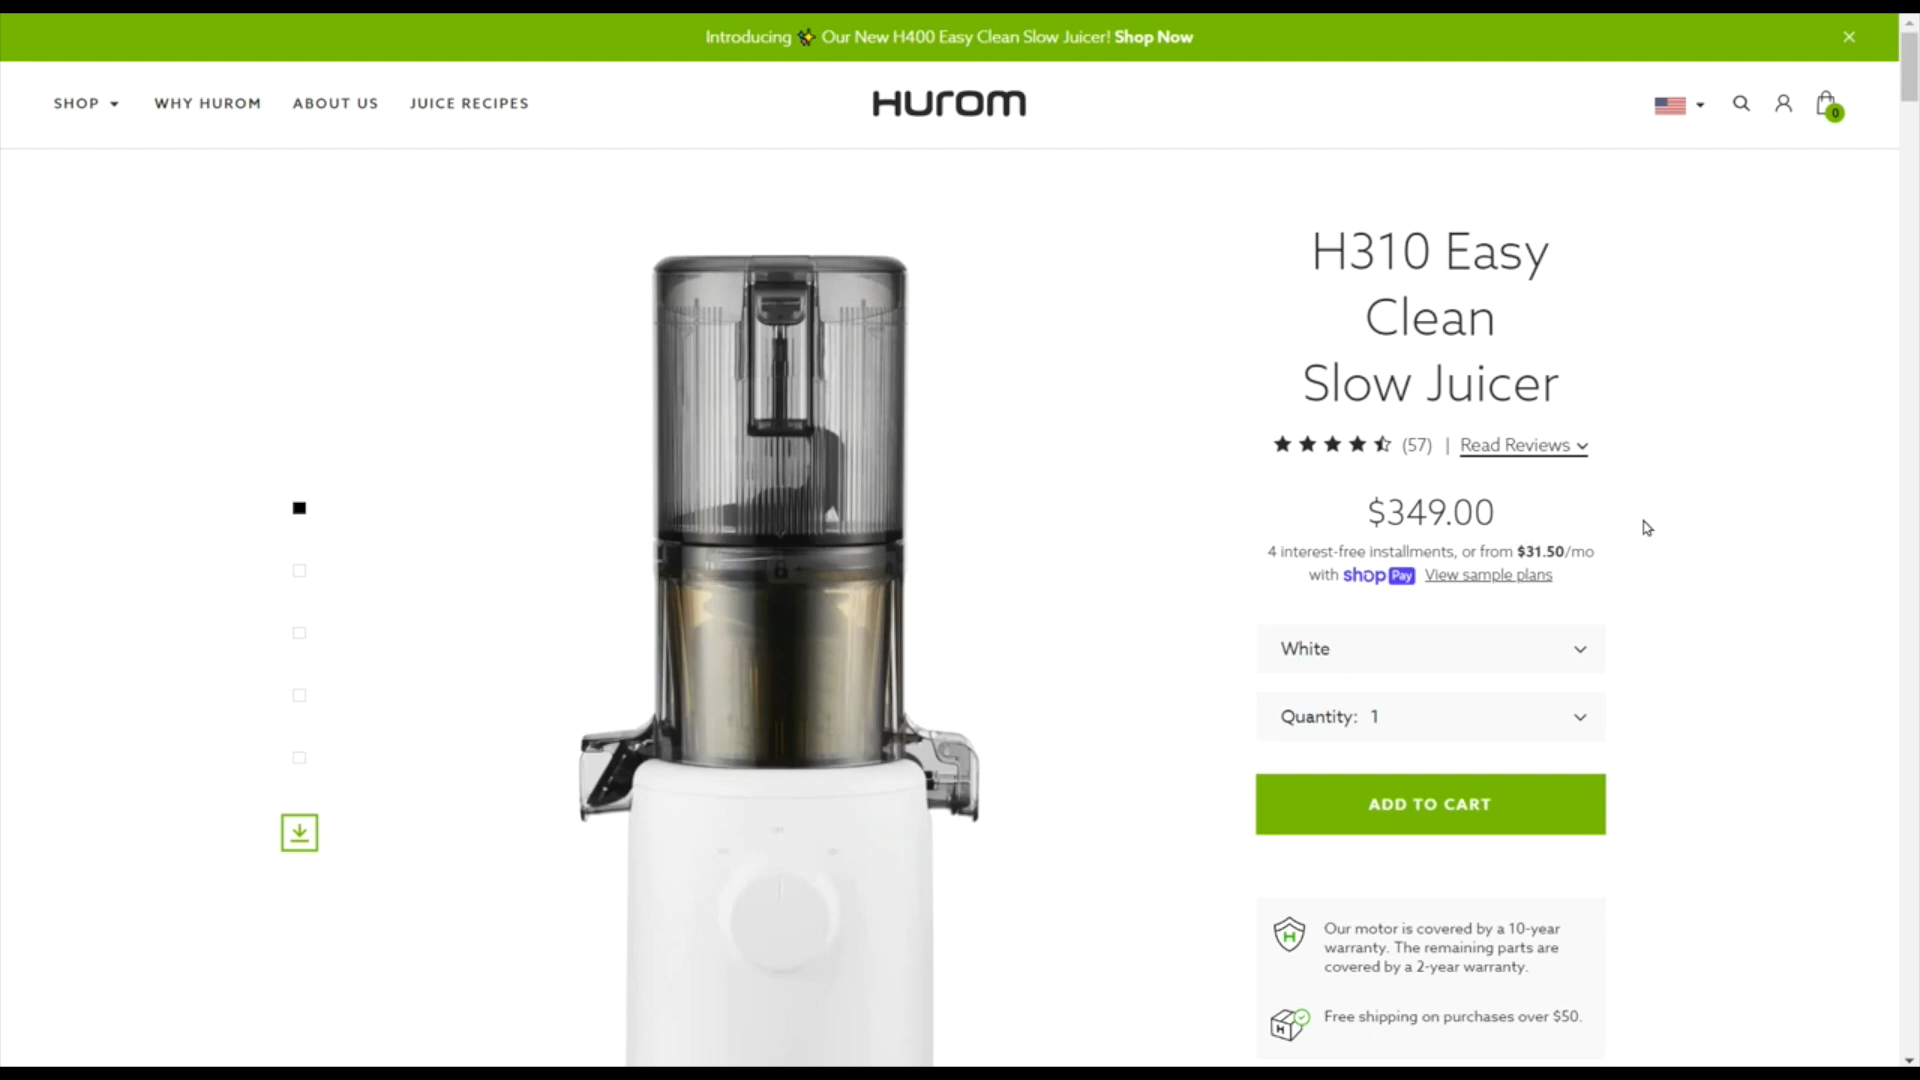 Introducing ✨ Our New H400 Easy Clean Slow Juicer! Shop Now
SHOP
WHY HUROM
ABOUT US
JUICE RECIPES
Hurom
0
H310 Easy
Clean
Slow Juicer
(57) | Read Reviews
$349.00
4 interest-free installments, or from $31.50/mo
with shop Pay View sample plans
White
Quantity: 1
ADD TO CART
Our motor is covered by a 10-year
warranty. The remaining parts are
covered by a 2-year warranty.
Free shipping on purchases over $50.